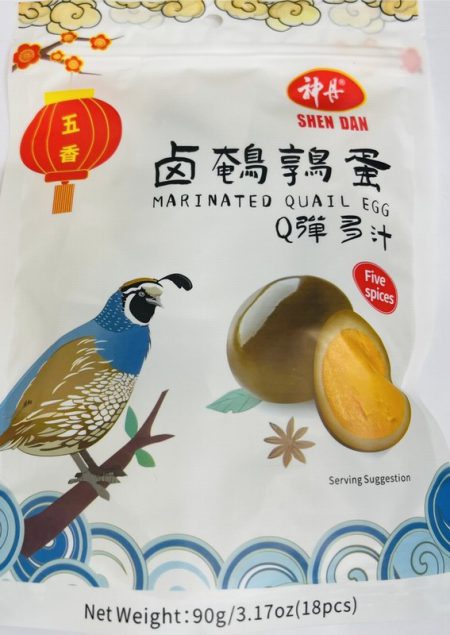 神丹®
SHEN DAN
五香
卤鹌鹑蛋
MARINATED QUAIL EGG
Q彈多汁
Five
spices
Serving Suggestion
Net Weight:90g/3.17oz(18pcs)